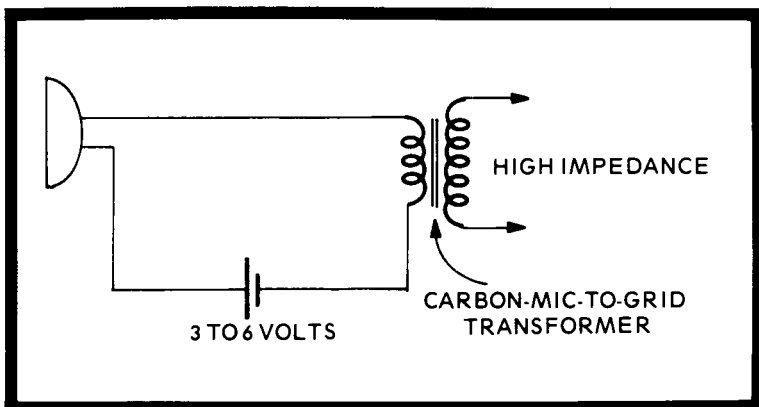 HIGH IMPEDANCE
CARBON-MIC-TO-GRID
TRANSFORMER
3 TO 6 VOLTS